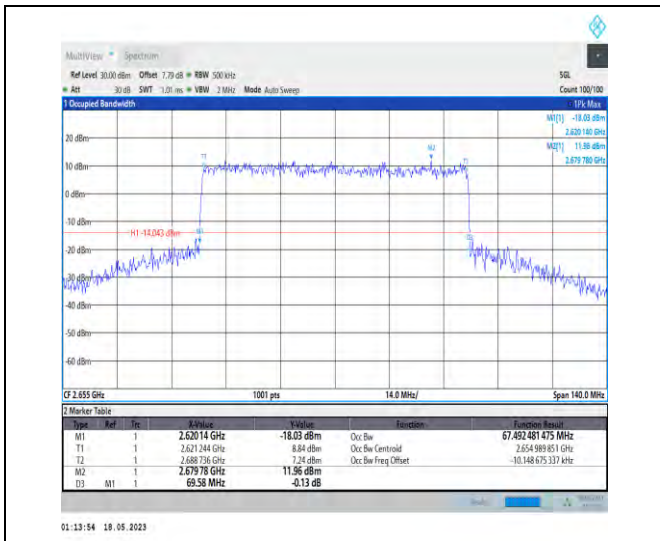 MultiView Spectrum
Ref Level 30.00 dBm Offset 7.79 dB RBW 500 kHz SGL
Att 30 dB SWT 1.01 ms VBW 2 MHz Mode Auto Sweep Count 100/100
1 Occupied Bandwidth 1Pk Max
M1[1] -18.03 dBm
2.620 140 GHz
M2[1] 11.96 dBm
2.679 780 GHz
20 dBm
M2
T1
10 dBm
0 dBm
-10 dBm
H1 -14.043 dBm
M1
-20 dBm
-30 dBm
-40 dBm
-50 dBm
-60 dBm
CF 2.655 GHz 1001 pts 14.0 MHz/ Span 140.0 MHz
2 Marker Table
Type Ref Trc X-Value Y-Value Function Function Result
M1 1 2.62014 GHz -18.03 dBm Occ Bw 67.492 481 475 MHz
T1 1 2.621 244 GHz 8.84 dBm Occ Bw Centroid 2.654 989 851 GHz
T2 1 2.688 736 GHz 7.24 dBm Occ Bw Freq Offset -10.148 675 337 kHz
M2 1 2.679 78 GHz 11.96 dBm
D3 M1 1 69.58 MHz -0.13 dB
01:13:54 18.05.2023